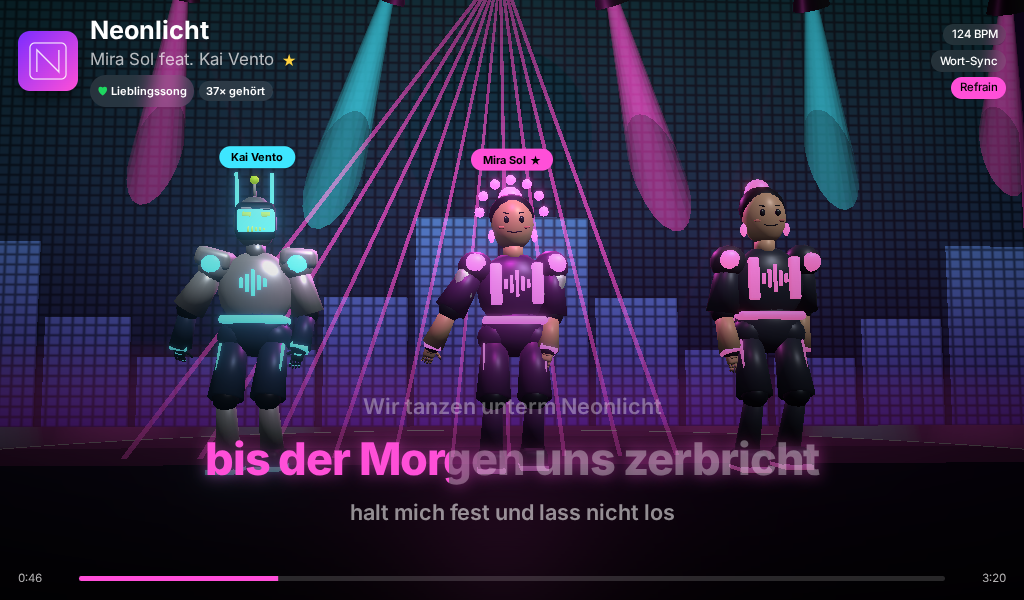 Neonlicht
Mira Sol feat. Kai Vento ★
Lieblingssong
37× gehört
124 BPM
Wort-Sync
Refrain
N
Kai Vento
Mira Sol ★
Wir tanzen unterm Neonlicht
bis der Morgen uns zerbricht
halt mich fest und lass nicht los
0:46
3:20